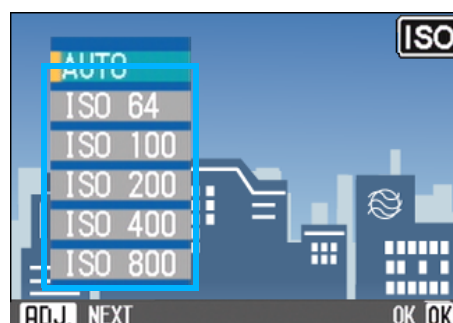 ISO
AUTO
ISO 64
ISO 100
ISO 200
ISO 400
ISO 800
ADJ. NEXT OK OK